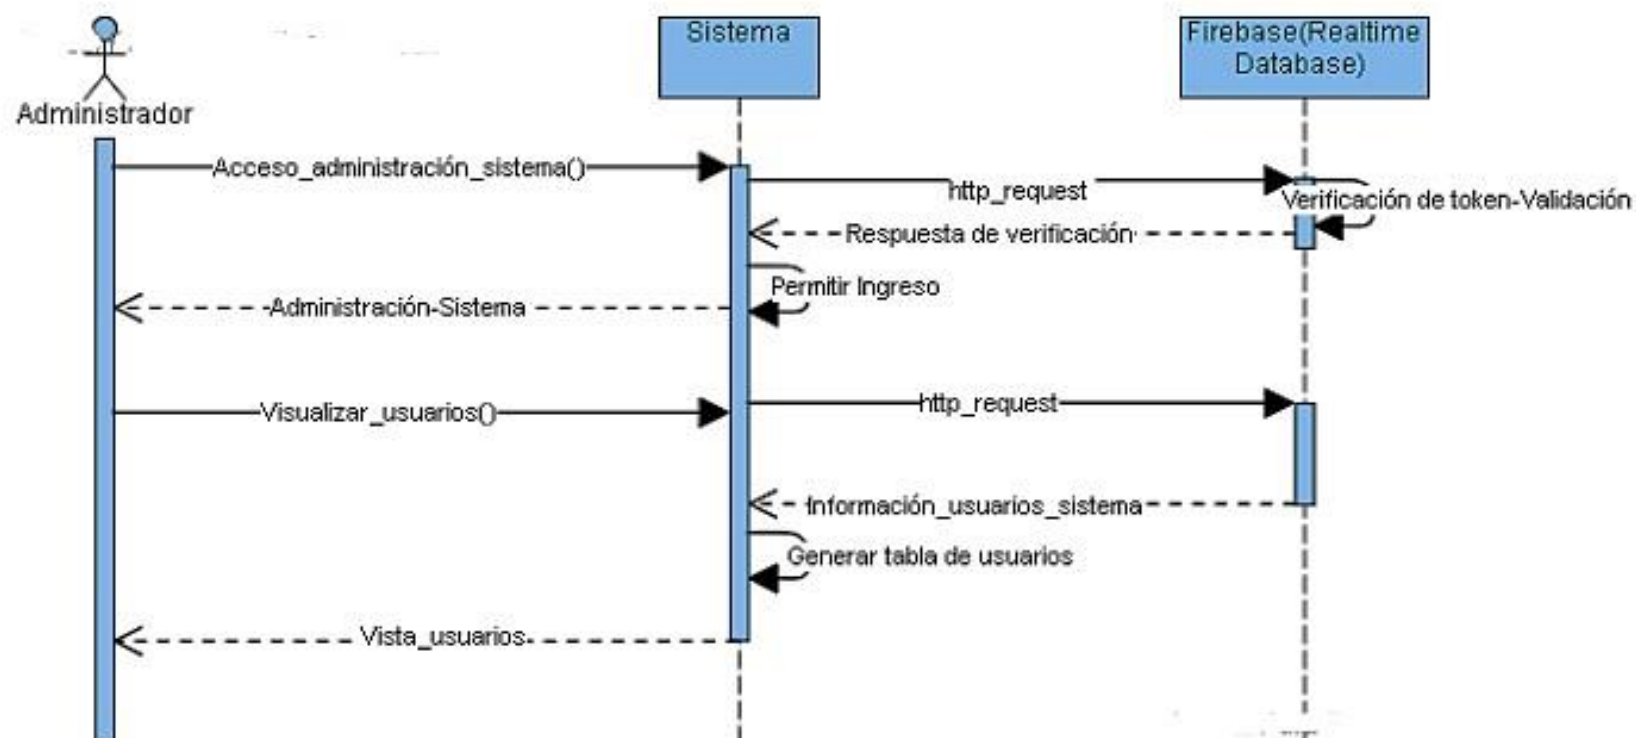 Sistema
Firebase(Realtime
Database)
Administrador
Acceso_administración_sistema()
http_request
Verificación de token-Validación
Respuesta de verificación
Permitir Ingreso
Administración-Sistema
Visualizar_usuarios()
http_request
Información_usuarios_sistema
Generar tabla de usuarios
Vista_usuarios